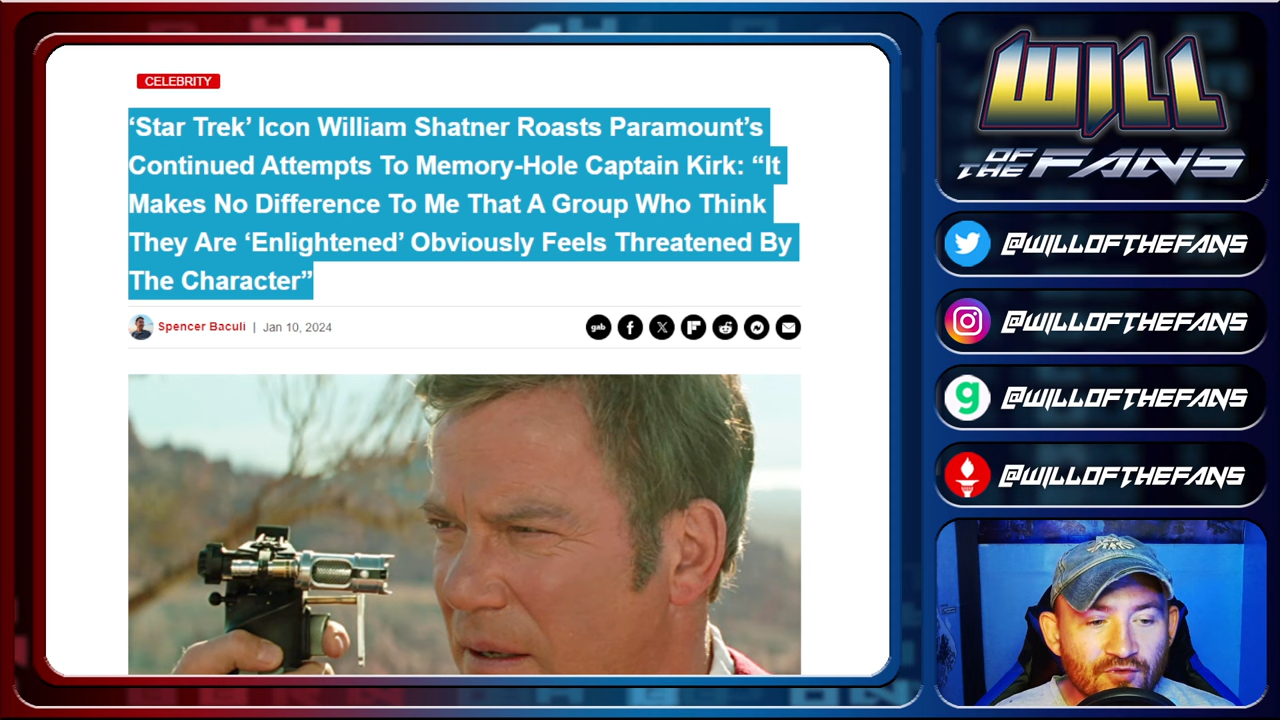 CELEBRITY
‘Star Trek’ Icon William Shatner Roasts Paramount’s
Continued Attempts To Memory-Hole Captain Kirk: “It
Makes No Difference To Me That A Group Who Think
They Are ‘Enlightened’ Obviously Feels Threatened By
The Character”
Spencer Baculi | Jan 10, 2024
gab
WILL
OF THE FANS
@WILLOFTHEFANS
@WILLOFTHEFANS
@WILLOFTHEFANS
@WILLOFTHEFANS